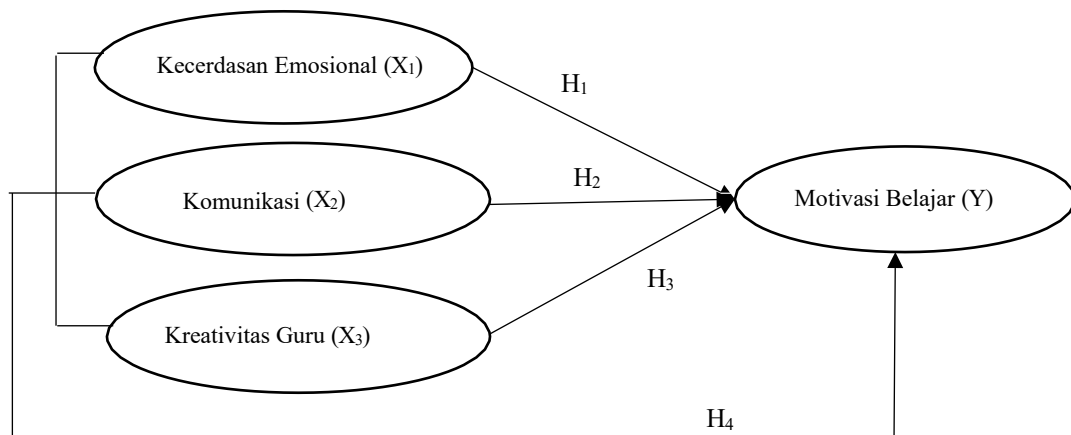 Kecerdasan Emosional (X₁)
H₁
H₂
Komunikasi (X₂)
Motivasi Belajar (Y)
H₃
Kreativitas Guru (X₃)
H₄